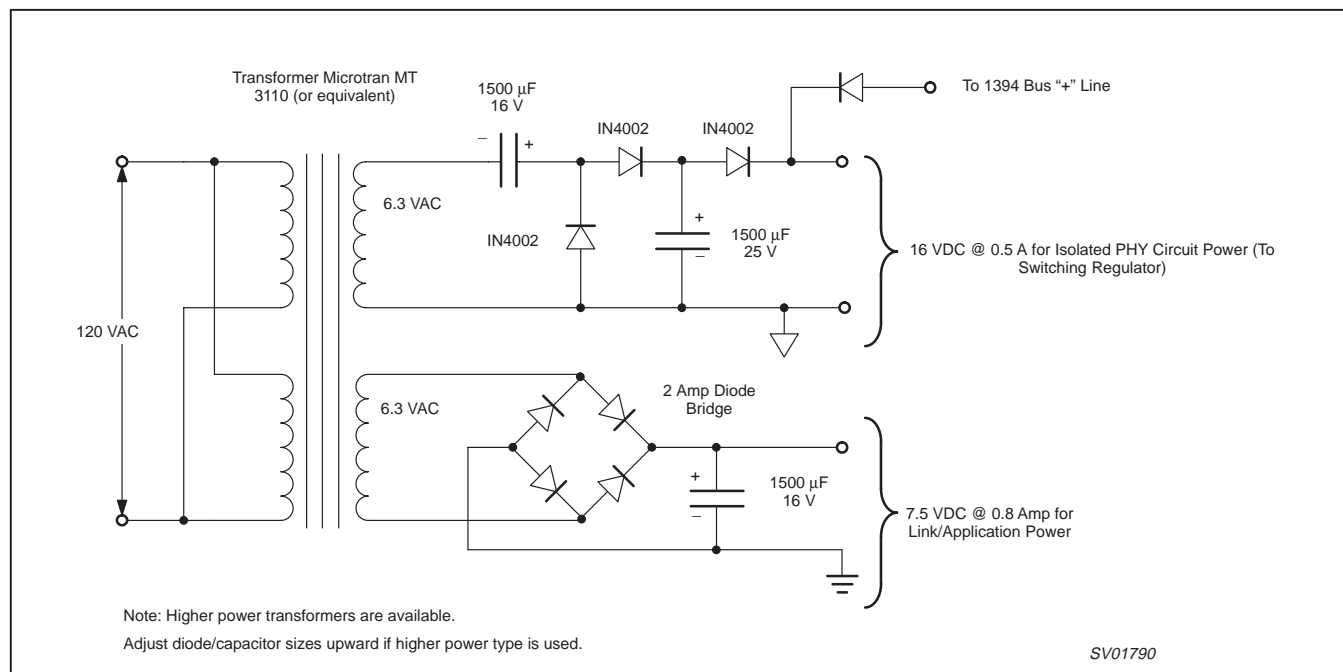 Transformer Microtran MT
3110 (or equivalent)
1500 μF
16 V
−
+
IN4002
IN4002
To 1394 Bus “+” Line
6.3 VAC
IN4002
+
−
1500 μF
25 V
16 VDC @ 0.5 A for Isolated PHY Circuit Power (To
Switching Regulator)
120 VAC
6.3 VAC
2 Amp Diode
Bridge
+
−
1500 μF
16 V
7.5 VDC @ 0.8 Amp for
Link/Application Power
Note: Higher power transformers are available.
Adjust diode/capacitor sizes upward if higher power type is used.
SV01790